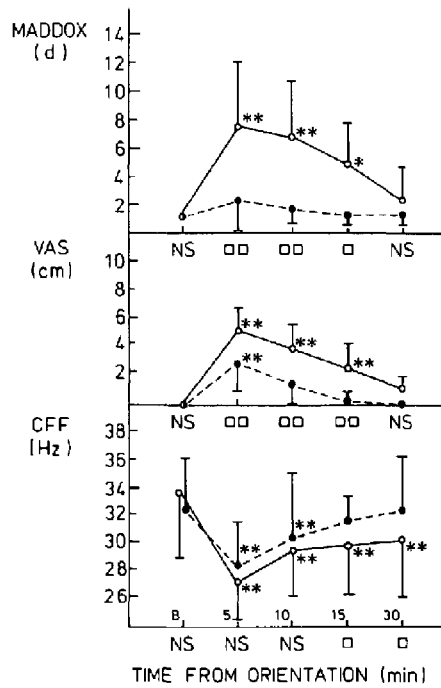 MADDOX
(d)
14
12
10
8
6
4
2
** ** *
NS □□ □□ □ NS
VAS
(cm)
10
8
6
4
2
** ** **
**
NS □□ □□ □□ NS
CFF
(Hz)
38
36
34
32
30
28
26
** **
** ** ** **
B 5 10 15 30
NS NS NS □ □
TIME FROM ORIENTATION (min)